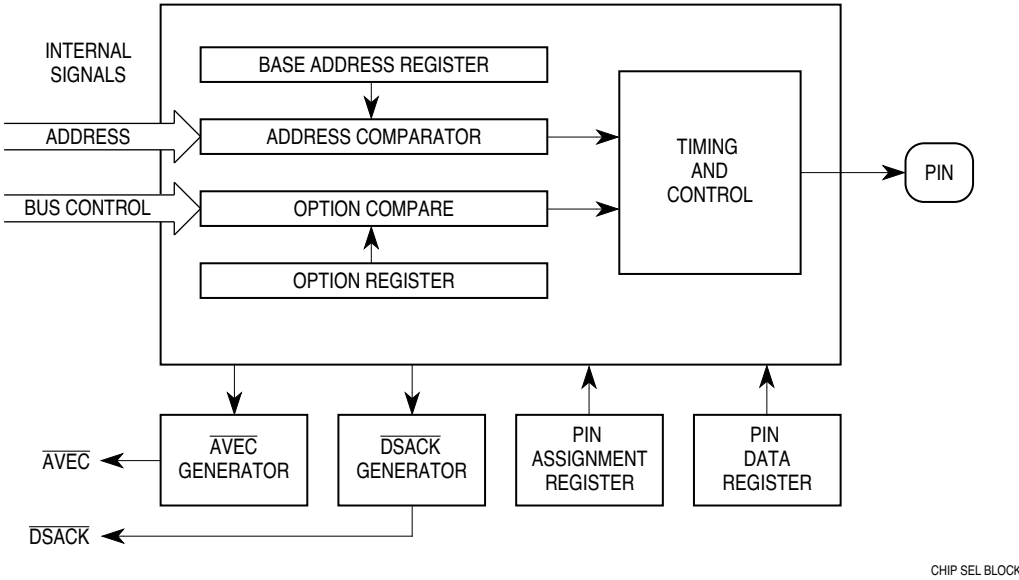 INTERNAL
SIGNALS
BASE ADDRESS REGISTER
ADDRESS
ADDRESS COMPARATOR
TIMING
AND
CONTROL
PIN
BUS CONTROL
OPTION COMPARE
OPTION REGISTER
AVEC
AVEC
GENERATOR
DSACK
GENERATOR
PIN
ASSIGNMENT
REGISTER
PIN
DATA
REGISTER
DSACK
CHIP SEL BLOCK